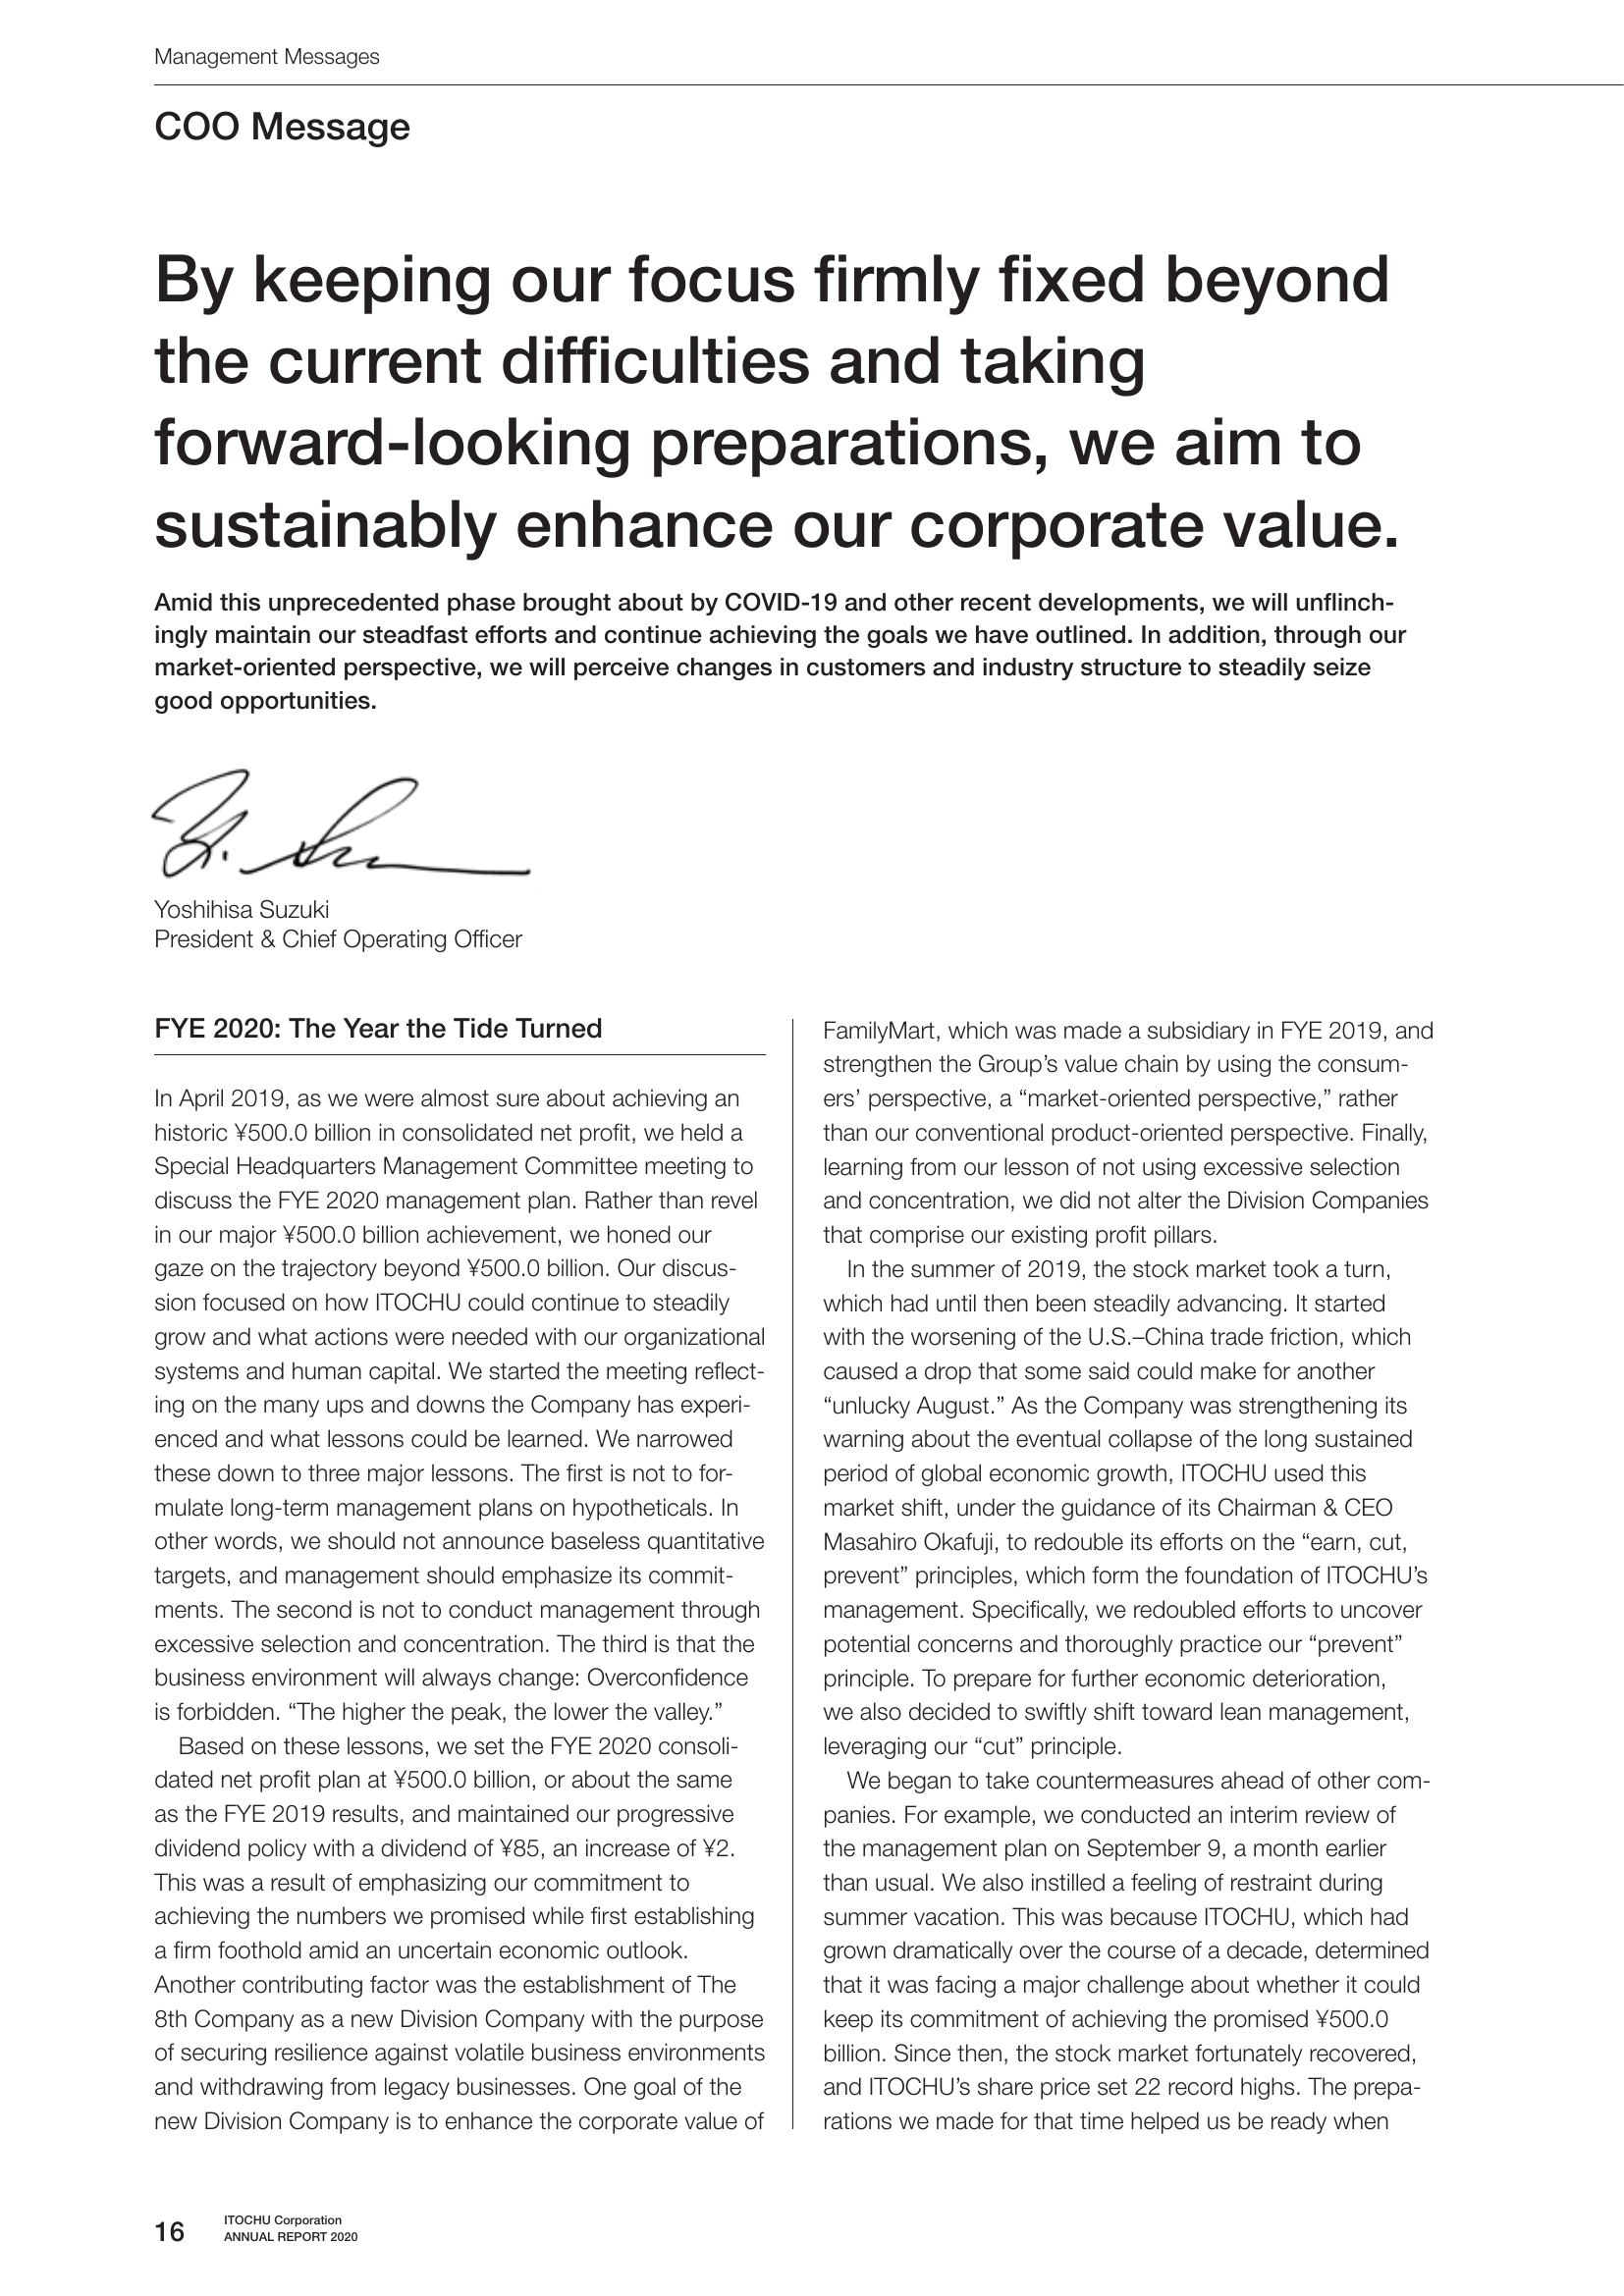 Management Messages
COO Message
By keeping our focus firmly fixed beyond
the current difficulties and taking
forward-looking preparations, we aim to
sustainably enhance our corporate value.
Amid this unprecedented phase brought about by COVID-19 and other recent developments, we will unflinch-
ingly maintain our steadfast efforts and continue achieving the goals we have outlined. In addition, through our
market-oriented perspective, we will perceive changes in customers and industry structure to steadily seize
good opportunities.
Yoshihisa Suzuki
President & Chief Operating Officer
FYE 2020: The Year the Tide Turned
In April 2019, as we were almost sure about achieving an
historic ¥500.0 billion in consolidated net profit, we held a
Special Headquarters Management Committee meeting to
discuss the FYE 2020 management plan. Rather than revel
in our major ¥500.0 billion achievement, we honed our
gaze on the trajectory beyond ¥500.0 billion. Our discus-
sion focused on how ITOCHU could continue to steadily
grow and what actions were needed with our organizational
systems and human capital. We started the meeting reflect-
ing on the many ups and downs the Company has experi-
enced and what lessons could be learned. We narrowed
these down to three major lessons. The first is not to for-
mulate long-term management plans on hypotheticals. In
other words, we should not announce baseless quantitative
targets, and management should emphasize its commit-
ments. The second is not to conduct management through
excessive selection and concentration. The third is that the
business environment will always change: Overconfidence
is forbidden. “The higher the peak, the lower the valley.”
Based on these lessons, we set the FYE 2020 consoli-
dated net profit plan at ¥500.0 billion, or about the same
as the FYE 2019 results, and maintained our progressive
dividend policy with a dividend of ¥85, an increase of ¥2.
This was a result of emphasizing our commitment to
achieving the numbers we promised while first establishing
a firm foothold amid an uncertain economic outlook.
Another contributing factor was the establishment of The
8th Company as a new Division Company with the purpose
of securing resilience against volatile business environments
and withdrawing from legacy businesses. One goal of the
new Division Company is to enhance the corporate value of
FamilyMart, which was made a subsidiary in FYE 2019, and
strengthen the Group’s value chain by using the consum-
ers’ perspective, a “market-oriented perspective,” rather
than our conventional product-oriented perspective. Finally,
learning from our lesson of not using excessive selection
and concentration, we did not alter the Division Companies
that comprise our existing profit pillars.
In the summer of 2019, the stock market took a turn,
which had until then been steadily advancing. It started
with the worsening of the U.S.–China trade friction, which
caused a drop that some said could make for another
“unlucky August.” As the Company was strengthening its
warning about the eventual collapse of the long sustained
period of global economic growth, ITOCHU used this
market shift, under the guidance of its Chairman & CEO
Masahiro Okafuji, to redouble its efforts on the “earn, cut,
prevent” principles, which form the foundation of ITOCHU’s
management. Specifically, we redoubled efforts to uncover
potential concerns and thoroughly practice our “prevent”
principle. To prepare for further economic deterioration,
we also decided to swiftly shift toward lean management,
leveraging our “cut” principle.
We began to take countermeasures ahead of other com-
panies. For example, we conducted an interim review of
the management plan on September 9, a month earlier
than usual. We also instilled a feeling of restraint during
summer vacation. This was because ITOCHU, which had
grown dramatically over the course of a decade, determined
that it was facing a major challenge about whether it could
keep its commitment of achieving the promised ¥500.0
billion. Since then, the stock market fortunately recovered,
and ITOCHU’s share price set 22 record highs. The prepa-
rations we made for that time helped us be ready when
16
ITOCHU Corporation
ANNUAL REPORT 2020